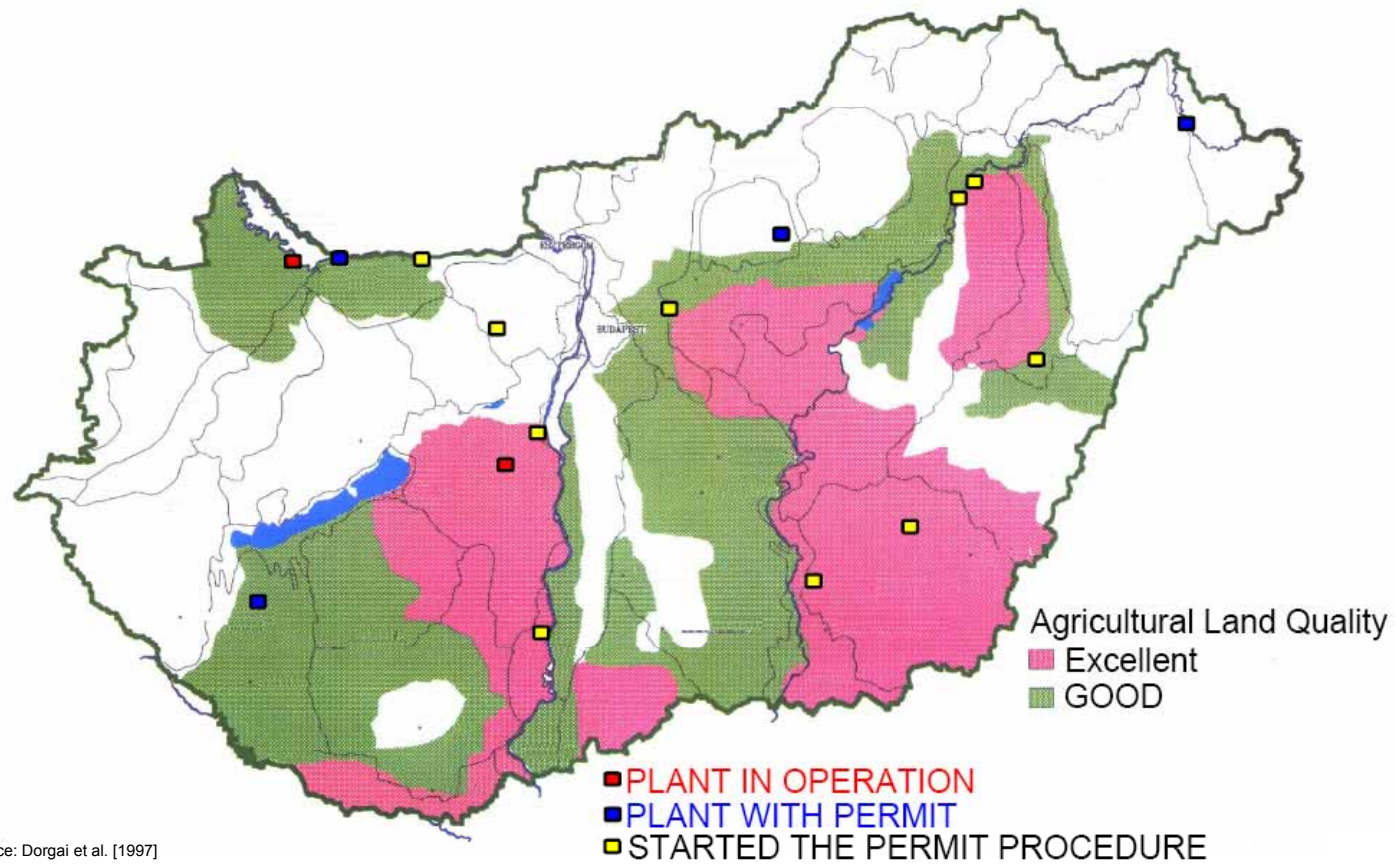 ESZTERGOM
BUDAPEST
Agricultural Land Quality
Excellent
GOOD
PLANT IN OPERATION
PLANT WITH PERMIT
STARTED THE PERMIT PROCEDURE
ce: Dorgai et al. [1997]